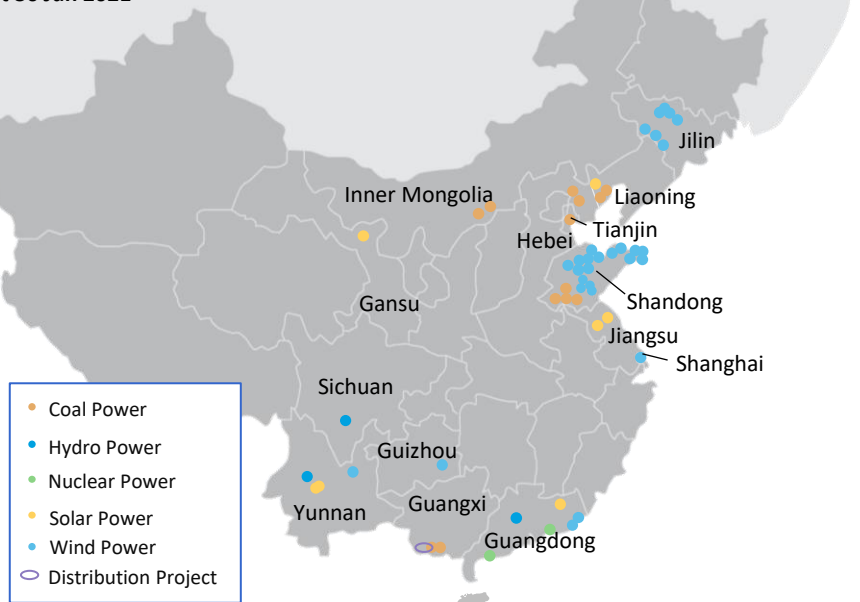 Jilin
Inner Mongolia
Liaoning
Tianjin
Hebei
Gansu
Shandong
Jiangsu
Shanghai
Sichuan
Guizhou
Guangxi
Yunnan
Guangdong
Coal Power
Hydro Power
Nuclear Power
Solar Power
Wind Power
Distribution Project